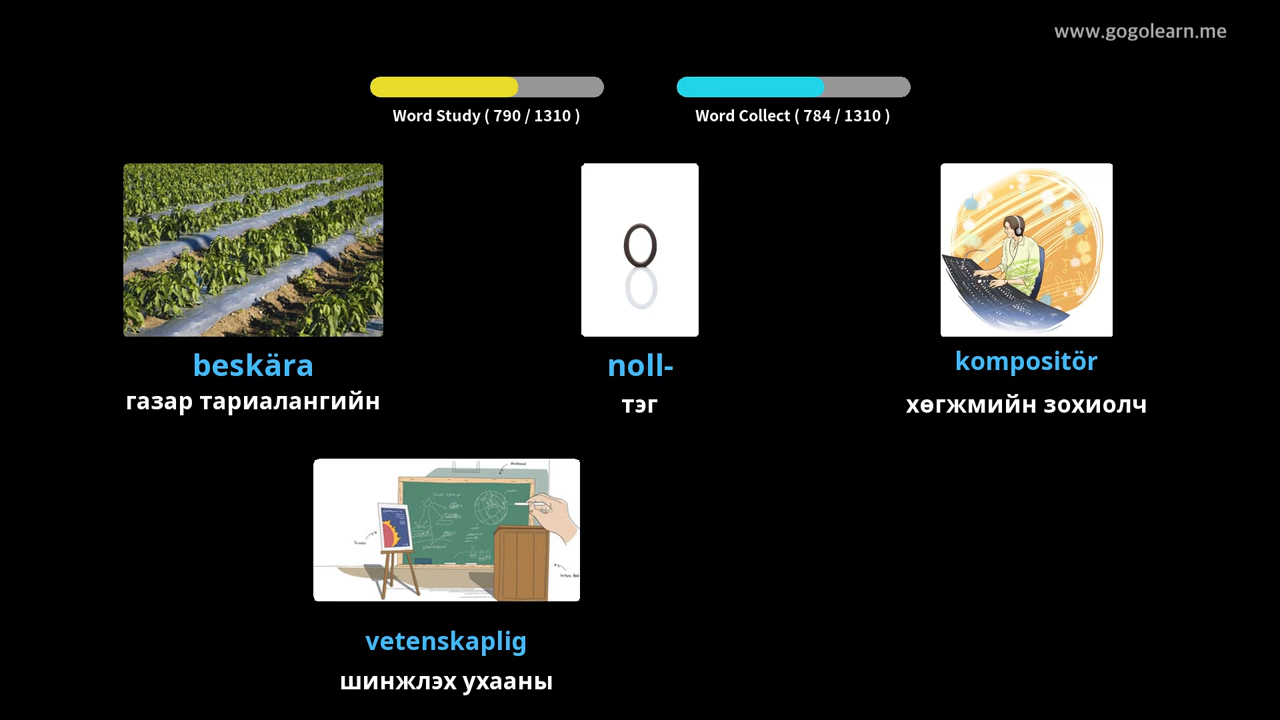 www.gogolearn.me
Word Study ( 790 / 1310 )
Word Collect ( 784 / 1310 )
beskära
газар тариалангийн
noll-
тэг
kompositör
хөгжмийн зохиолч
vetenskaplig
шинжлэх ухааны